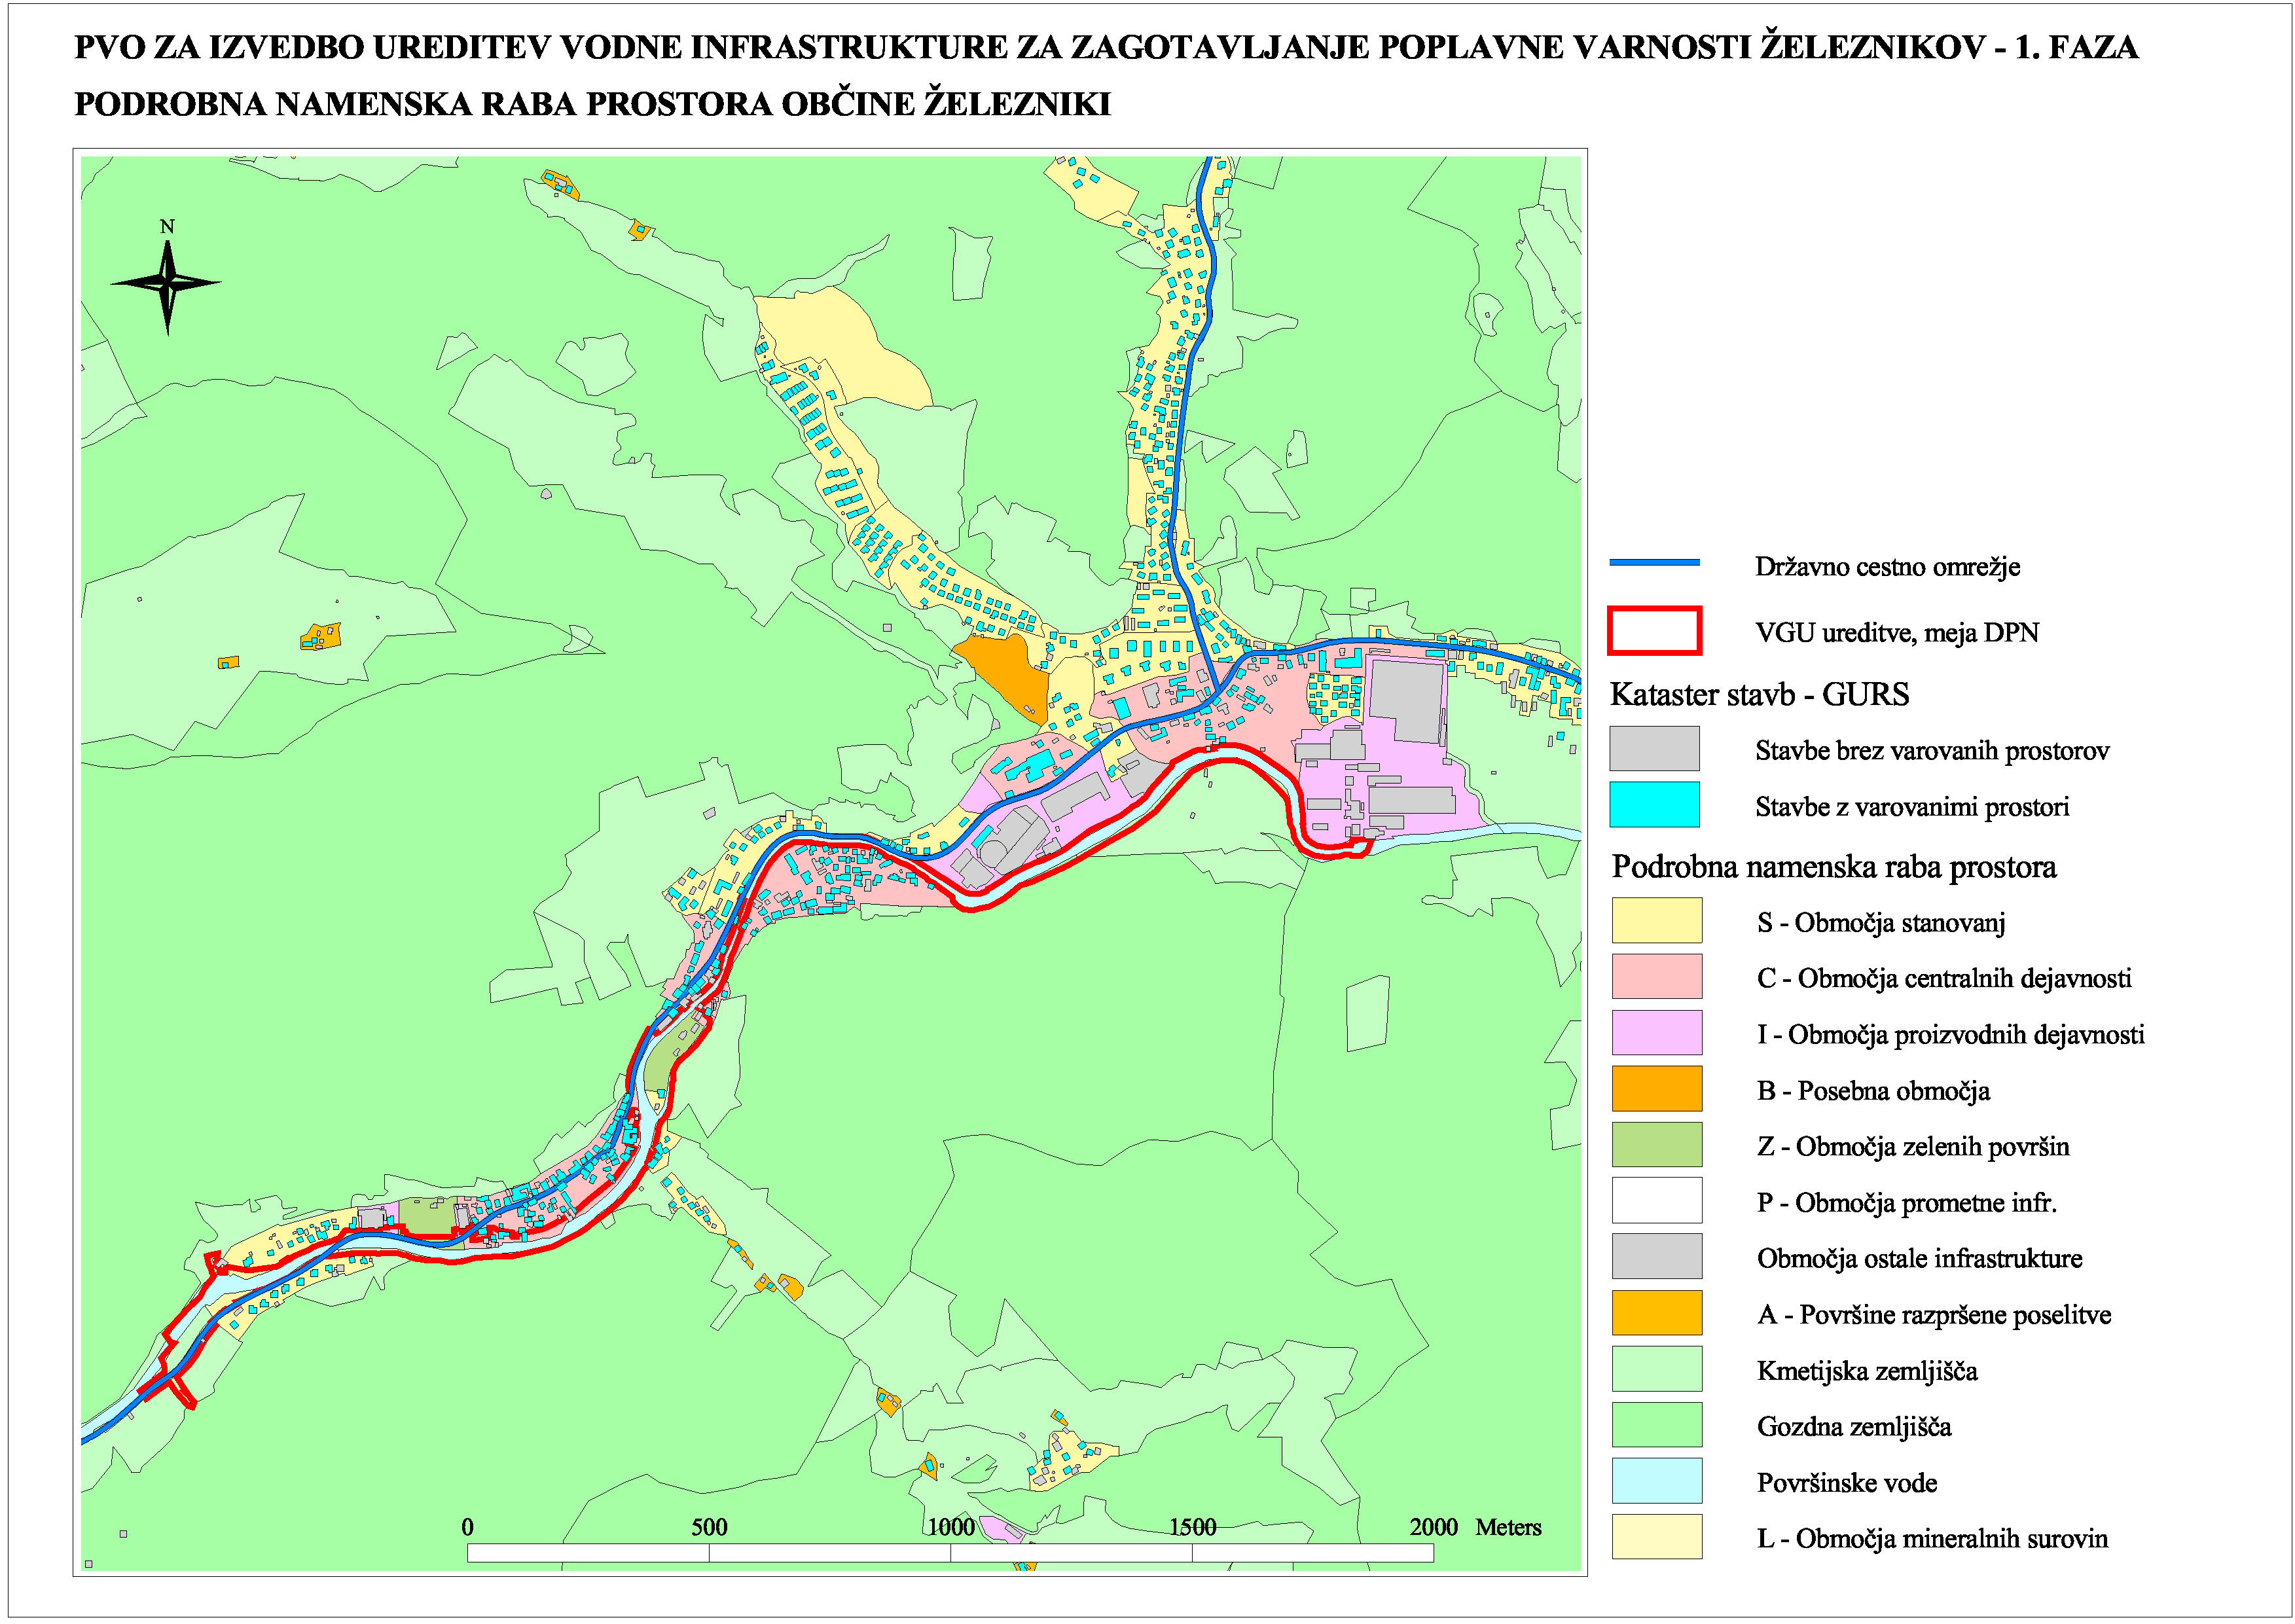 PVO ZA IZVEDBO UREDITEV VODNE INFRASTRUKTURE ZA ZAGOTAVLJANJE POPLAVNE VARNOSTI ŽELEZNIKOV - 1. FAZA
PODROBNA NAMENSKA RABA PROSTORA OBČINE ŽELEZNIKI
N
Državno cestno omrežje
VGU ureditve, meja DPN
Kataster stavb - GURS
Stavbe brez varovanih prostorov
Stavbe z varovanimi prostori
Podrobna namenska raba prostora
S - Območja stanovanj
C - Območja centralnih dejavnosti
I - Območja proizvodnih dejavnosti
B - Posebna območja
Z - Območja zelenih površin
P - Območja prometne infr.
Območja ostale infrastrukture
A - Površine razpršene poselitve
Kmetijska zemljišča
Gozdna zemljišča
Površinske vode
L - Območja mineralnih surovin
0 500 1000 1500 2000 Meters